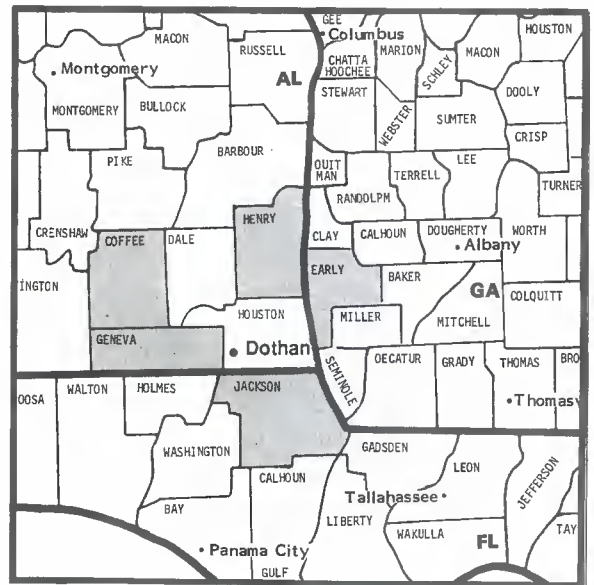 GEE
HOUSTON
Columbus
MACON
RUSSELL
MARION
MACON
SCHLEY
Montgomery
AL
CHATTA
HOOCHEE
STEWART
DOOLY
MONTGOMERY
BULLOCK
WEBSTER
SUMTER
CRISP
PIKE
BARBOUR
QUIT
MAN
TERRELL
LEE
TURNER
RANDOLPM
CRENSHAW
COFFEE
DALE
HENRY
CLAY
CALHOUN
DOUGHERTY
WORTH
Albany
EARLY
BAKER
GA
INGTON
COLQUITT
HOUSTON
MILLER
MITCHELL
GENEVA
Dothan
SEMINOLE
OECATUR
GRADY
THOMAS
BRO
OOSA
WALTON
HOLMES
JACKSON
Thomasv
WASHINGTON
GADSDEN
LEON
JEFFERSON
CALHOUN
Tallahassee
BAY
LIBERTY
WAKULLA
FL
TAY
Panama City
GULF